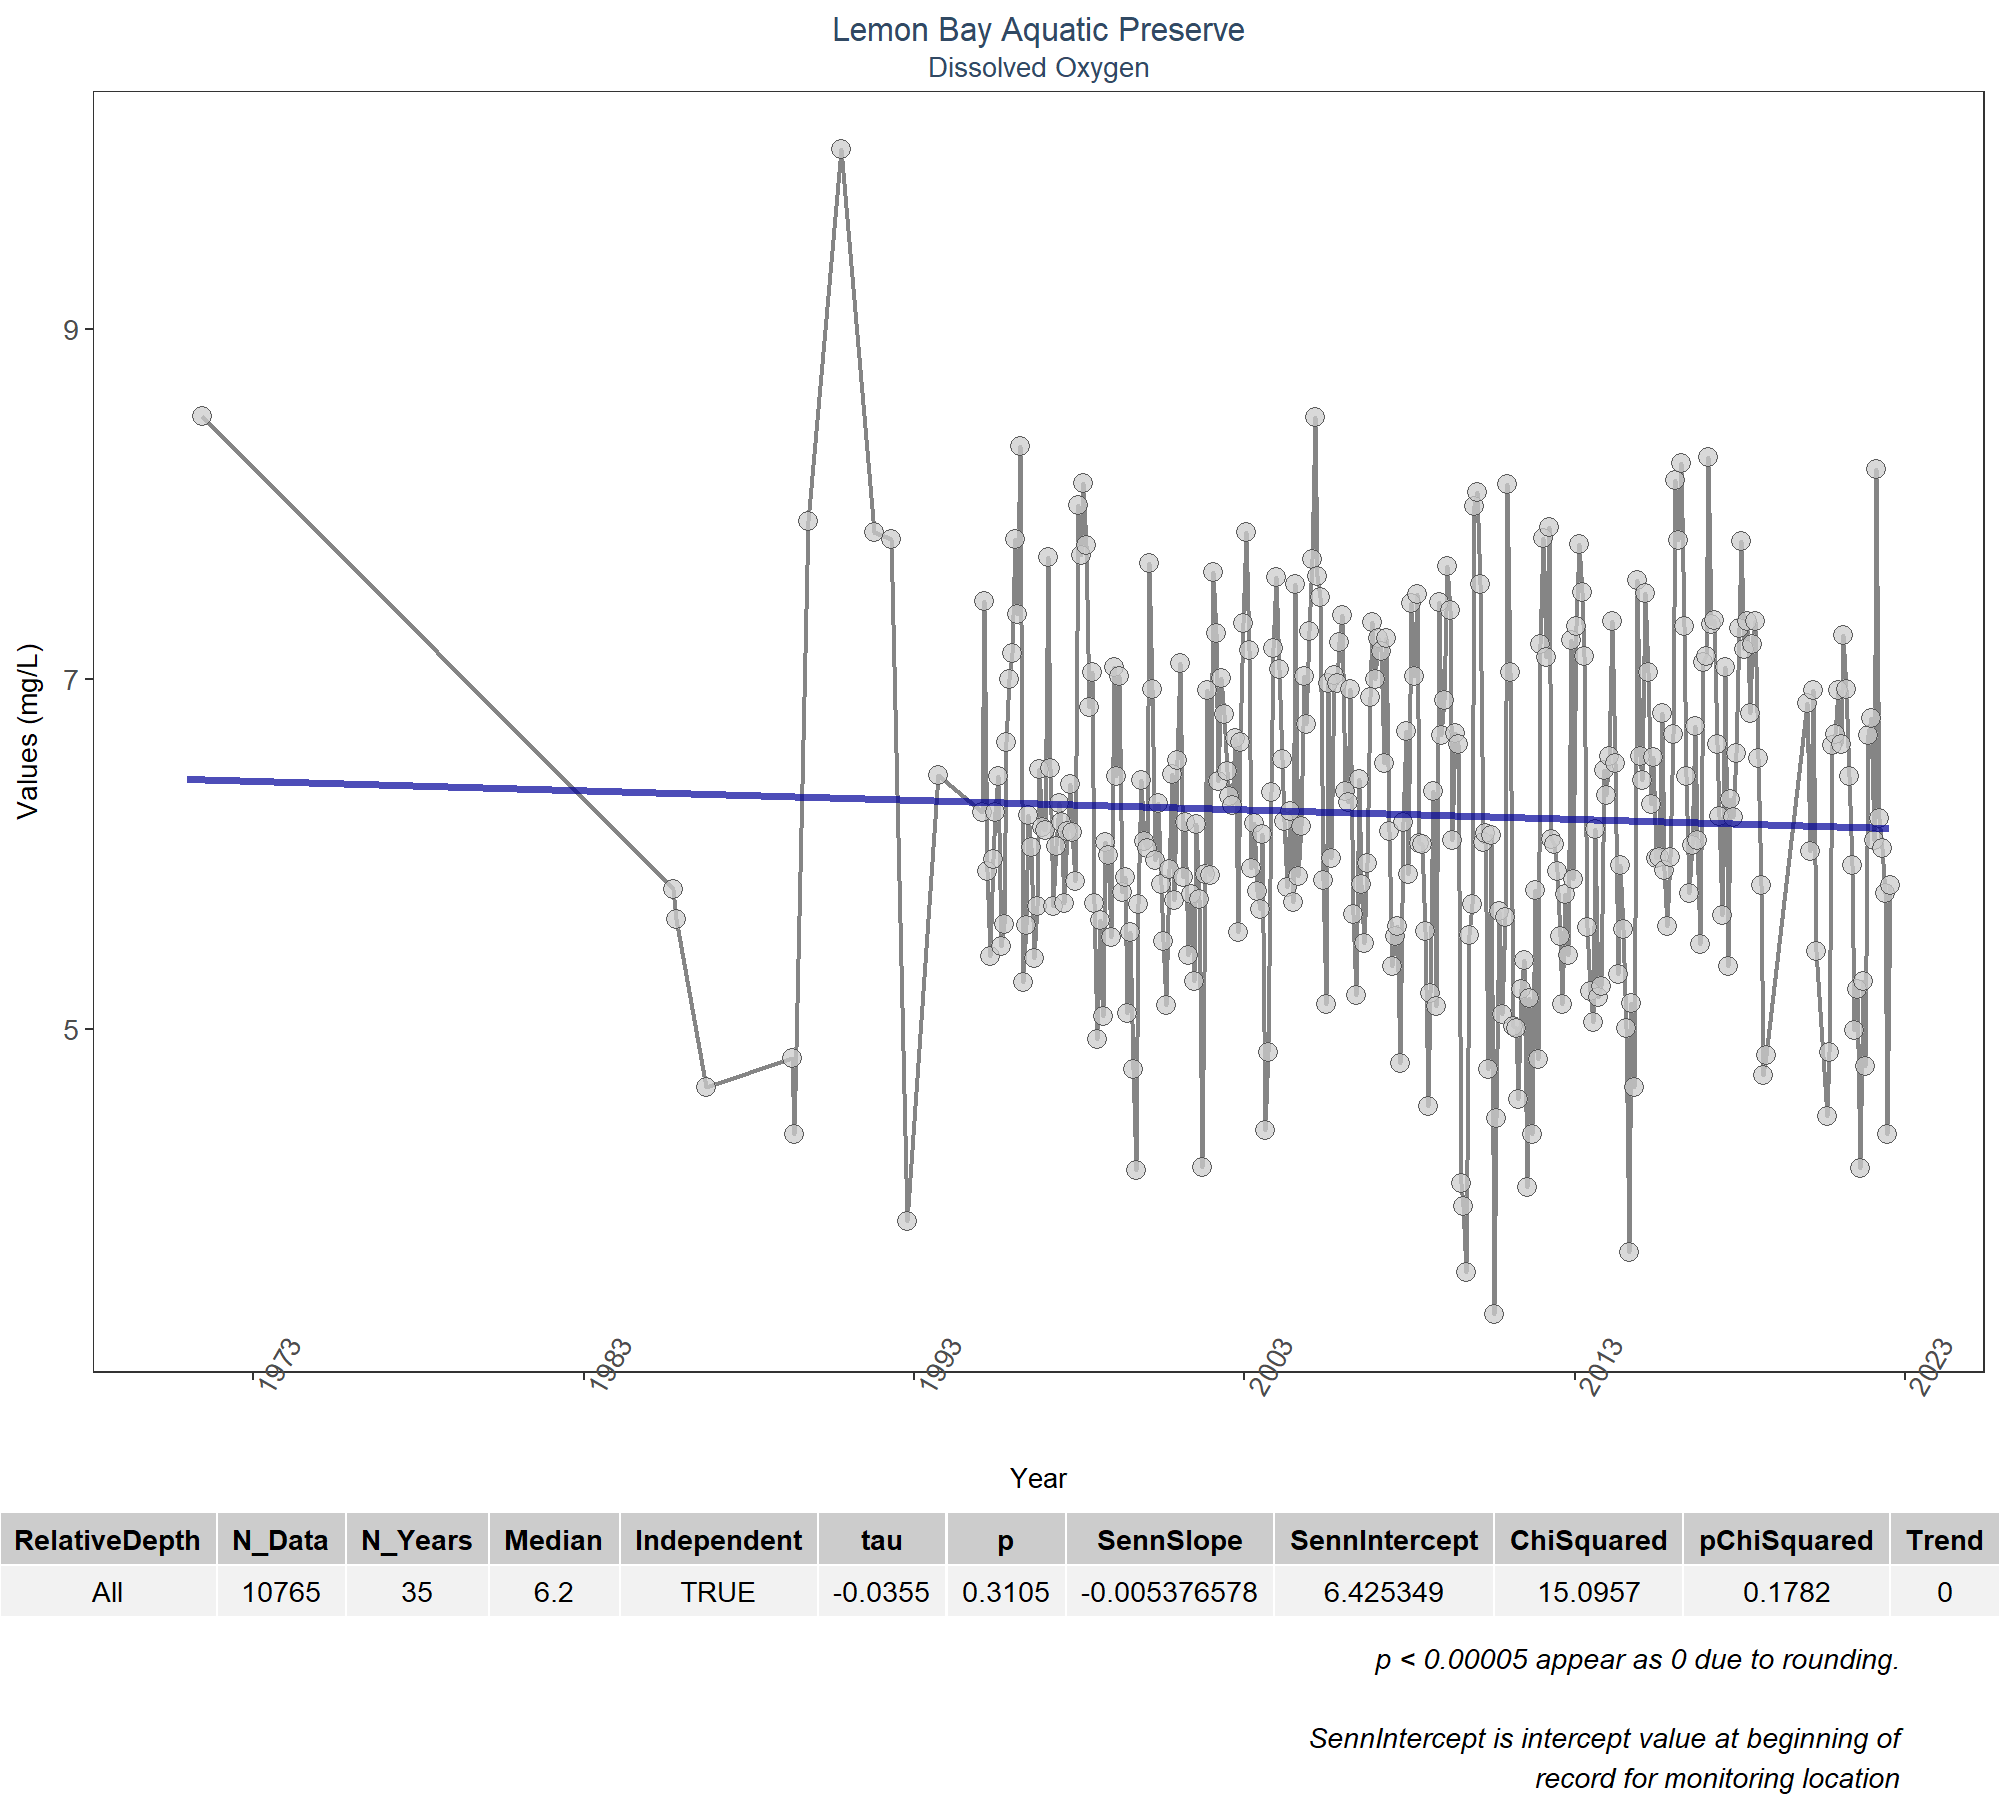 Lemon Bay Aquatic Preserve
Dissolved Oxygen
Values (mg/L)
9
7
5
1973 1983 1993 2003 2013 2023
Year
RelativeDepth N_Data N_Years Median Independent tau p SennSlope SennIntercept ChiSquared pChiSquared Trend
All 10765 35 6.2 TRUE -0.0355 0.3105 -0.005376578 6.425349 15.0957 0.1782 0
p < 0.00005 appear as 0 due to rounding.
SennIntercept is intercept value at beginning of
record for monitoring location